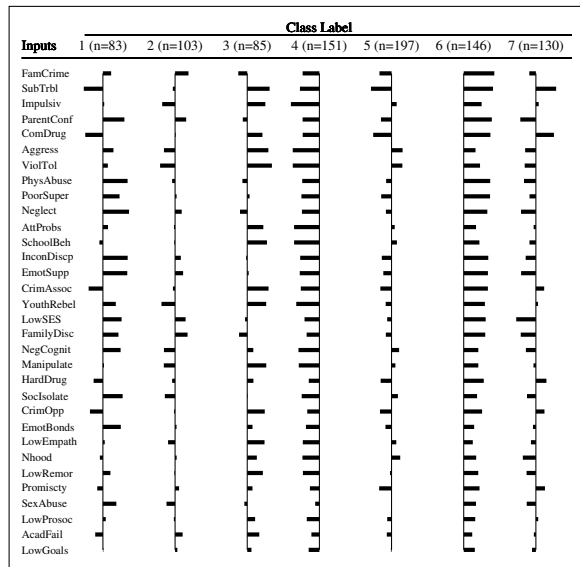 Class Label
Inputs 1 (n=83) 2 (n=103) 3 (n=85) 4 (n=151) 5 (n=197) 6 (n=146) 7 (n=130)
FamCrime
SubTrbl
Impulsiv
ParentConf
ComDrug
Aggress
ViolTol
PhysAbuse
PoorSuper
Neglect
AttProbs
SchoolBeh
InconDiscp
EmotSupp
CrimAssoc
YouthRebel
LowSES
FamilyDisc
NegCognit
Manipulate
HardDrug
SocIsolate
CrimOpp
EmotBonds
LowEmpath
Nhood
LowRemor
Promiscty
SexAbuse
LowProsoc
AcadFail
LowGoals